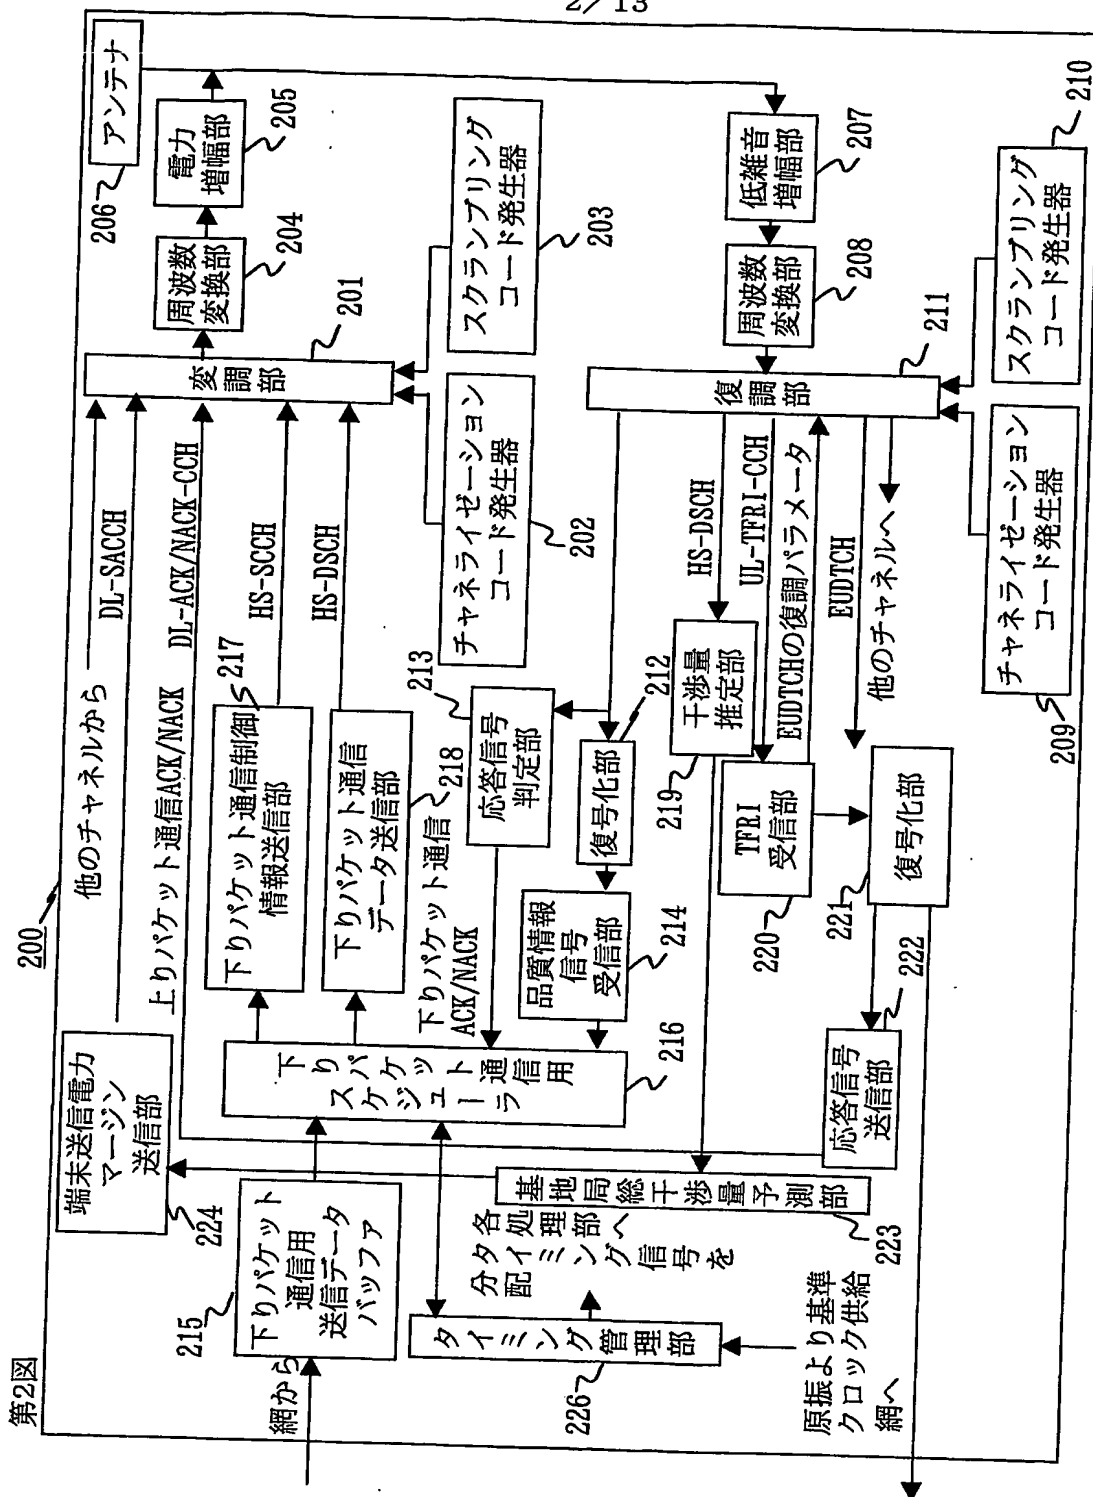 2/13
第2図
200
網から
215
下りパケット
通信用
送信データ
バッファ
端末送信電力
マージン
送信部
224
他のチャネルから
DL-SACCH
上りパケット通信ACK/NACK
DL-ACK/NACK-CCH
下りパケット通信制御
情報送信部
217
HS-SCCH
下りパケット通信
データ送信部
218
HS-DSCH
下りパケット通信用
スケジューラ
216
下りパケット通信
ACK/NACK
応答信号
判定部
213
復号化部
212
品質情報
信号
受信部
214
変調部
201
チャネライゼーション
コード発生器
202
スクランブリング
コード発生器
203
周波数
変換部
204
電力
増幅部
205
アンテナ
206
低雑音
増幅部
207
周波数
変換部
208
復調部
211
チャネライゼーション
コード発生器
209
スクランブリング
コード発生器
210
HS-DSCH
干渉量
推定部
219
UL-TFRI-CCH
EUDTCHの復調パラメータ
TFRI
受信部
220
EUDTCH
他のチャネルへ
復号化部
221
応答信号
送信部
222
基地局総干渉量予測部
223
タイミング管理部
226
各処理部へ
タイミング信号を
分配
原振より基準
クロック供給
網へ